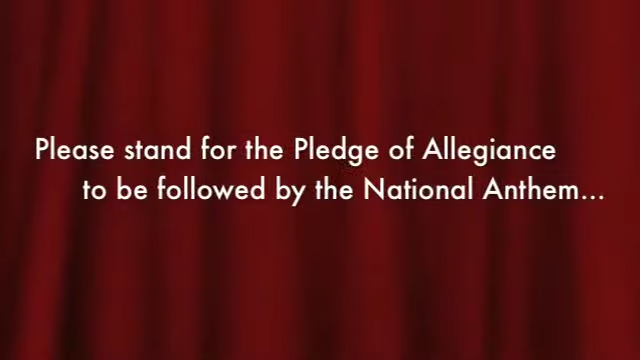 Please stand for the Pledge of Allegiance
to be followed by the National Anthem...